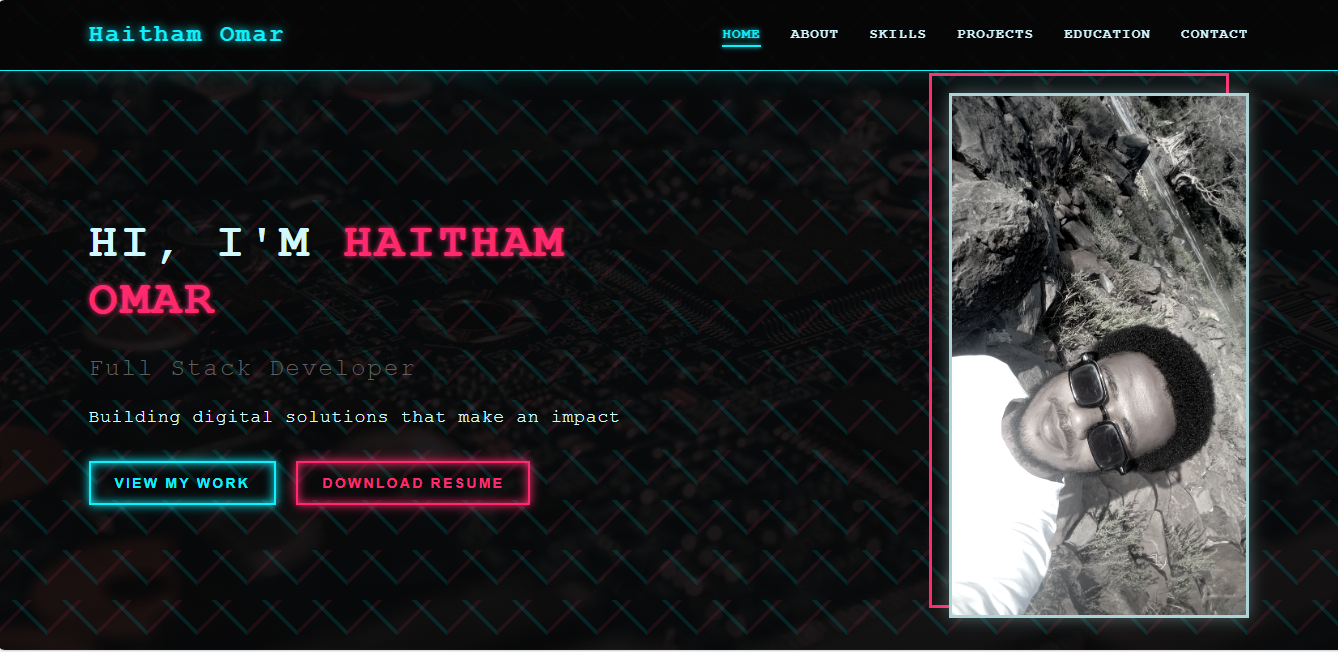 Haitham Omar
HOME ABOUT SKILLS PROJECTS EDUCATION CONTACT
HI, I'M HAITHAM
OMAR
Full Stack Developer
Building digital solutions that make an impact
VIEW MY WORK
DOWNLOAD RESUME